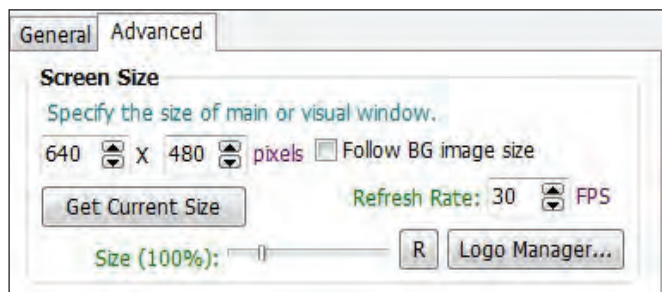 General Advanced
Screen Size
Specify the size of main or visual window.
640 X 480 pixels Follow BG image size
Get Current Size Refresh Rate: 30 FPS
Size (100%): R Logo Manager...